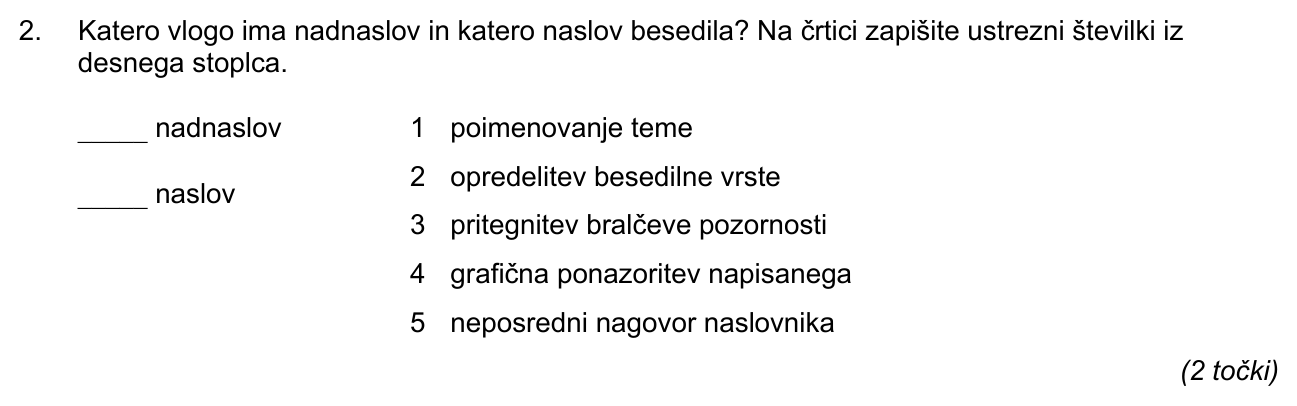 2. Katero vlogo ima nadnaslov in katero naslov besedila? Na črtici zapišite ustrezni številki iz
desnega stoplca.
_____ nadnaslov
_____ naslov
1 poimenovanje teme
2 opredelitev besedilne vrste
3 pritegnitev bralčeve pozornosti
4 grafična ponazoritev napisanega
5 neposredni nagovor naslovnika
(2 točki)